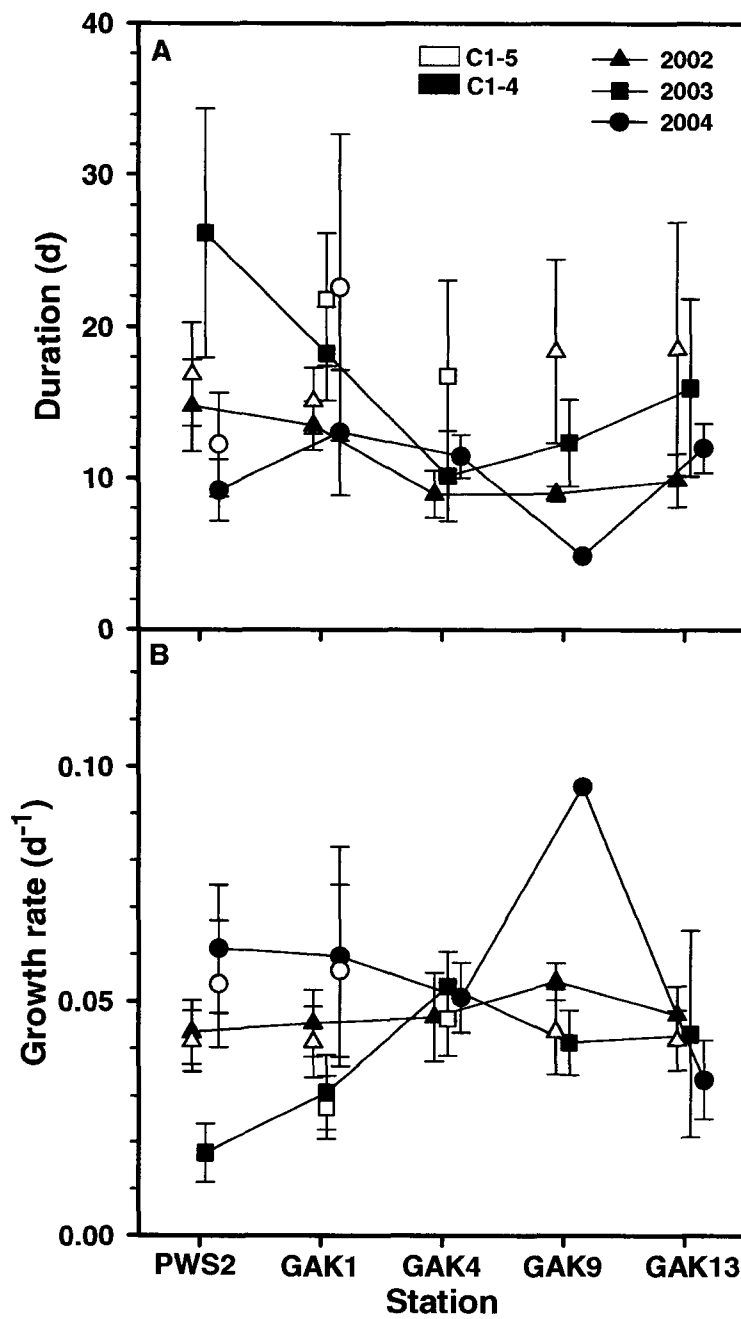 40
A
C1-5
2002
C1-4
2003
2004
30
20
10
0
Duration (d)
B
0.10
0.05
0.00
Growth rate (d⁻¹)
PWS2 GAK1 GAK4 GAK9 GAK13
Station